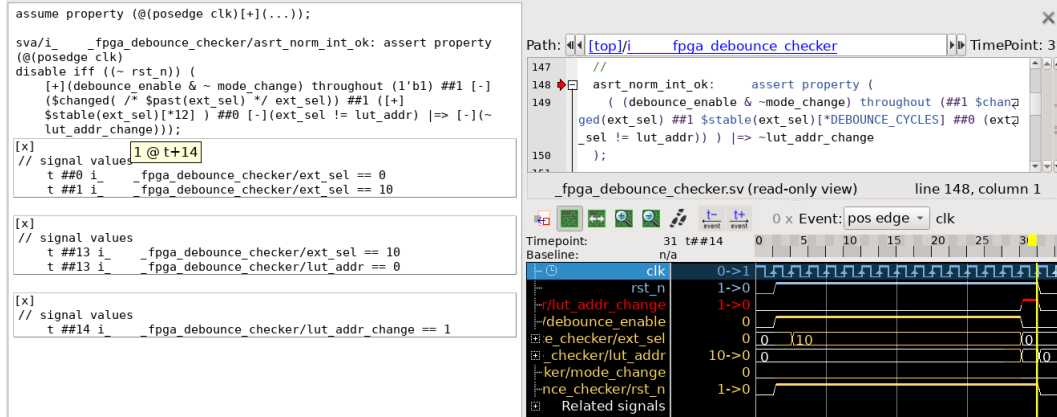 assume property (@(posedge clk)[+](...));
sva/i_ _fpga_debounce_checker/asrt_norm_int_ok: assert property
(@(posedge clk)
disable iff ((~ rst_n)) (
[+](debounce_enable & ~ mode_change) throughout (1'b1) ##1 [-]
($changed( /* $past(ext_sel) */ ext_sel)) ##1 ([+]
$stable(ext_sel)[*12] ) ##0 [-](ext_sel != lut_addr) |=> [-](~
lut_addr_change)));
[x]
// signal values
1 @ t+14
t ##0 i_ _fpga_debounce_checker/ext_sel == 0
t ##1 i_ _fpga_debounce_checker/ext_sel == 10
[x]
// signal values
t ##13 i_ _fpga_debounce_checker/ext_sel == 10
t ##13 i_ _fpga_debounce_checker/lut_addr == 0
[x]
// signal values
t ##14 i_ _fpga_debounce_checker/lut_addr_change == 1
Path: [top]/i_ _fpga_debounce_checker TimePoint: 3
147 //
148 asrt_norm_int_ok: assert property (
149 ( (debounce_enable & ~mode_change) throughout (##1 $chan
ged(ext_sel) ##1 $stable(ext_sel)[*DEBOUNCE_CYCLES] ##0 (ext
_sel != lut_addr)) ) |=> ~lut_addr_change
150 );
_fpga_debounce_checker.sv (read-only view) line 148, column 1
t- event t+ event 0 x Event: pos edge clk
Timepoint: 31 t##14 0 5 10 15 20 25 30
Baseline: n/a
clk 0->1
rst_n 1->0
r/lut_addr_change 1->0
/debounce_enable 0
e_checker/ext_sel 0 0 10 0
_checker/lut_addr 10->0 0 0
ker/mode_change 0
nce_checker/rst_n 1->0
Related signals